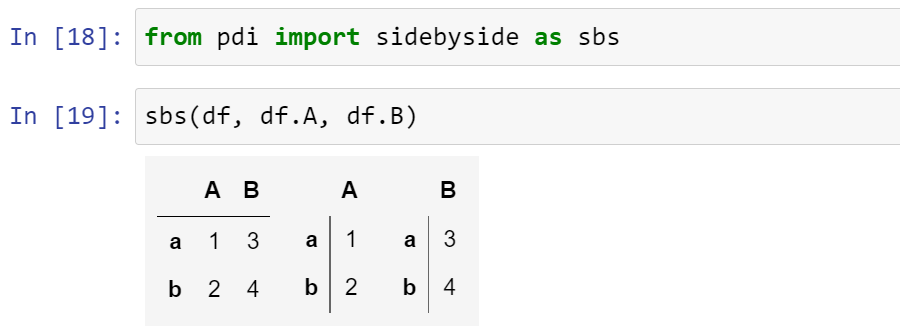 In [18]: from pdi import sidebyside as sbs
In [19]: sbs(df, df.A, df.B)
A B A B
a 1 3 a 1 a 3
b 2 4 b 2 b 4